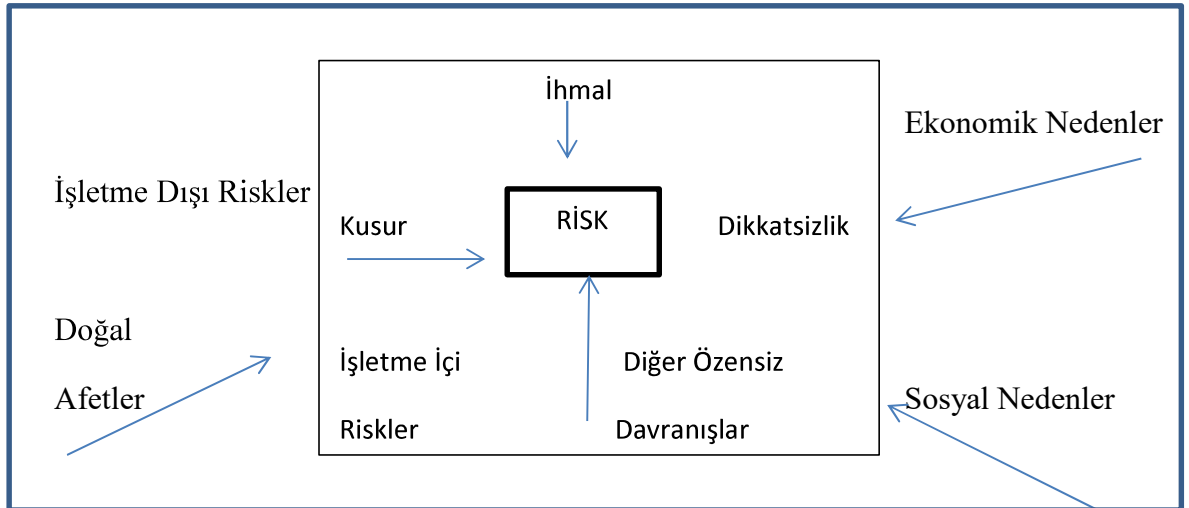 İhmal
Ekonomik Nedenler
İşletme Dışı Riskler
Kusur
RİSK
Dikkatsizlik
Doğal
Afetler
İşletme İçi
Riskler
Diğer Özensiz
Davranışlar
Sosyal Nedenler